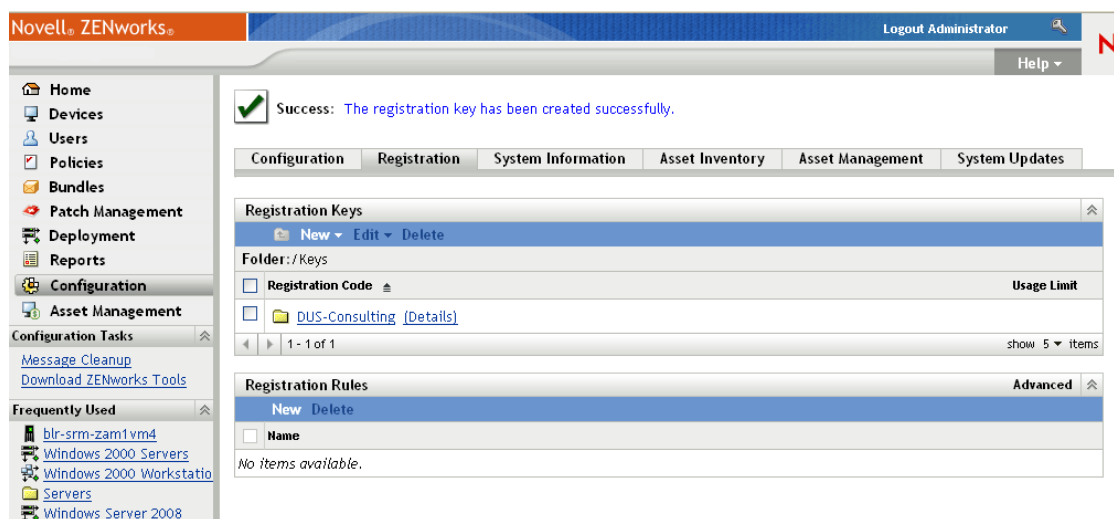 Novell® ZENworks®
Logout Administrator
N
Help
Home
Devices
Users
Policies
Bundles
Patch Management
Deployment
Reports
Configuration
Asset Management
Configuration Tasks
Message Cleanup
Download ZENworks Tools
Frequently Used
blr-srm-zam1vm4
Windows 2000 Servers
Windows 2000 Workstatio
Servers
Windows Server 2008
Success: The registration key has been created successfully.
Configuration Registration System Information Asset Inventory Asset Management System Updates
Registration Keys
New Edit Delete
Folder:/Keys
Registration Code Usage Limit
DUS-Consulting (Details)
1 - 1 of 1 show 5 items
Registration Rules Advanced
New Delete
Name
No items available.